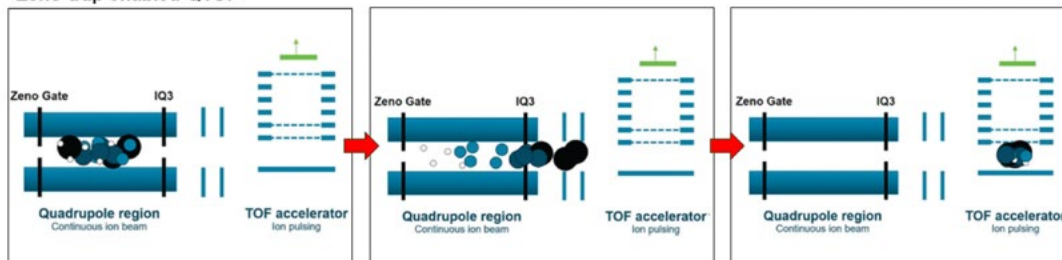 Zeno Gate
IQ3
Quadrupole region
Continuous ion beam
TOF accelerator
Ion pulsing
Zeno Gate
IQ3
Quadrupole region
Continuous ion beam
TOF accelerator
Ion pulsing
Zeno Gate
IQ3
Quadrupole region
Continuous ion beam
TOF accelerator
Ion pulsing